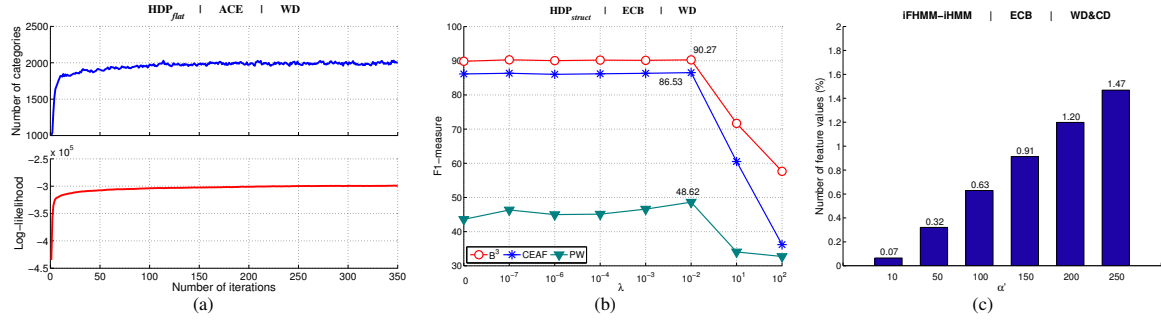 HDP flat | ACE | WD
Number of categories
2500
2000
1500
1000
x 10^5
Log-likelihood
-2.5
-3
-3.5
-4
-4.5
0 50 100 150 200 250 300 350
Number of iterations
(a)
HDP struct | ECB | WD
F1-measure
100
90
80
70
60
50
40
30
90.27
86.53
48.62
B^3 CEAF PW
0 10^-7 10^-6 10^-4 10^-3 10^-2 10^1 10^2
λ
(b)
iFHMM-iHMM | ECB | WD&CD
Number of feature values (%)
2
1.8
1.6
1.4
1.2
1
0.8
0.6
0.4
0.2
0
0.07
0.32
0.63
0.91
1.20
1.47
10 50 100 150 200 250
α'
(c)